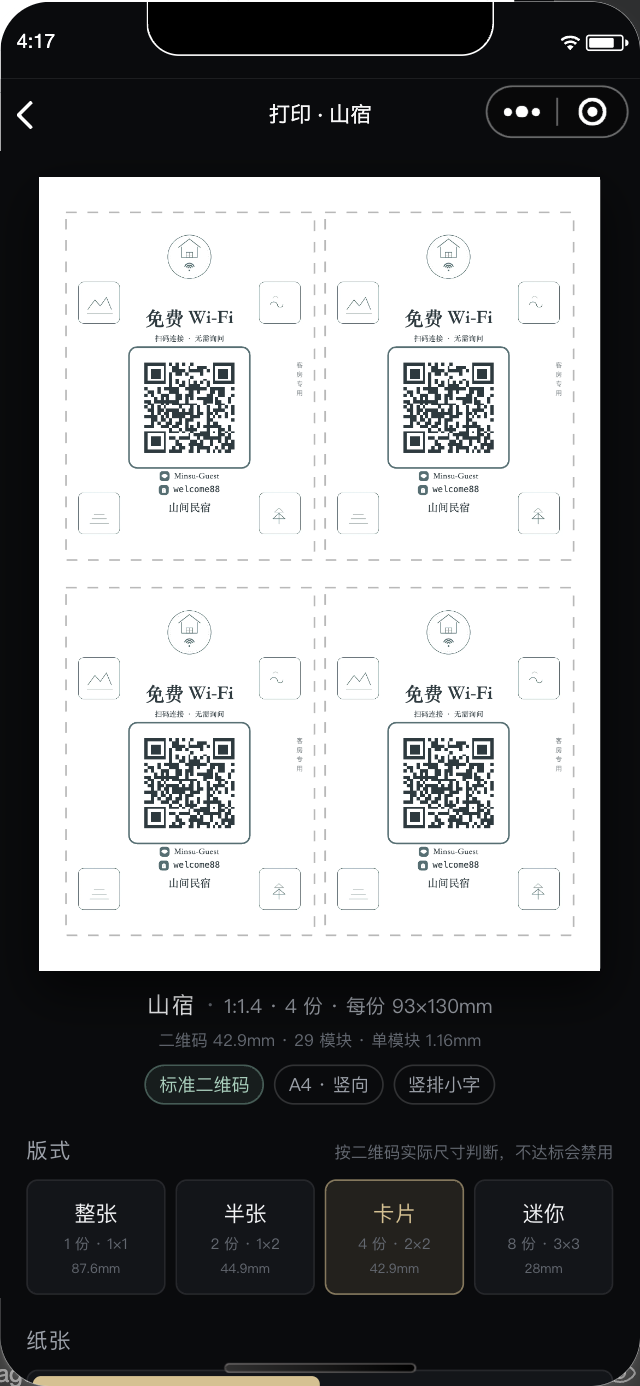 4:17
打印 · 山宿
免费 Wi-Fi
扫码连接 · 无需询问
客房专用
Minsu-Guest
welcome88
山间民宿
免费 Wi-Fi
扫码连接 · 无需询问
客房专用
Minsu-Guest
welcome88
山间民宿
免费 Wi-Fi
扫码连接 · 无需询问
客房专用
Minsu-Guest
welcome88
山间民宿
免费 Wi-Fi
扫码连接 · 无需询问
客房专用
Minsu-Guest
welcome88
山间民宿
山宿 · 1:1.4 · 4 份 · 每份 93×130mm
二维码 42.9mm · 29 模块 · 单模块 1.16mm
标准二维码 A4 · 竖向 竖排小字
版式 按二维码实际尺寸判断，不达标会禁用
整张 半张 卡片 迷你
1 份 · 1×1 2 份 · 1×2 4 份 · 2×2 8 份 · 3×3
87.6mm 44.9mm 42.9mm 28mm
纸张